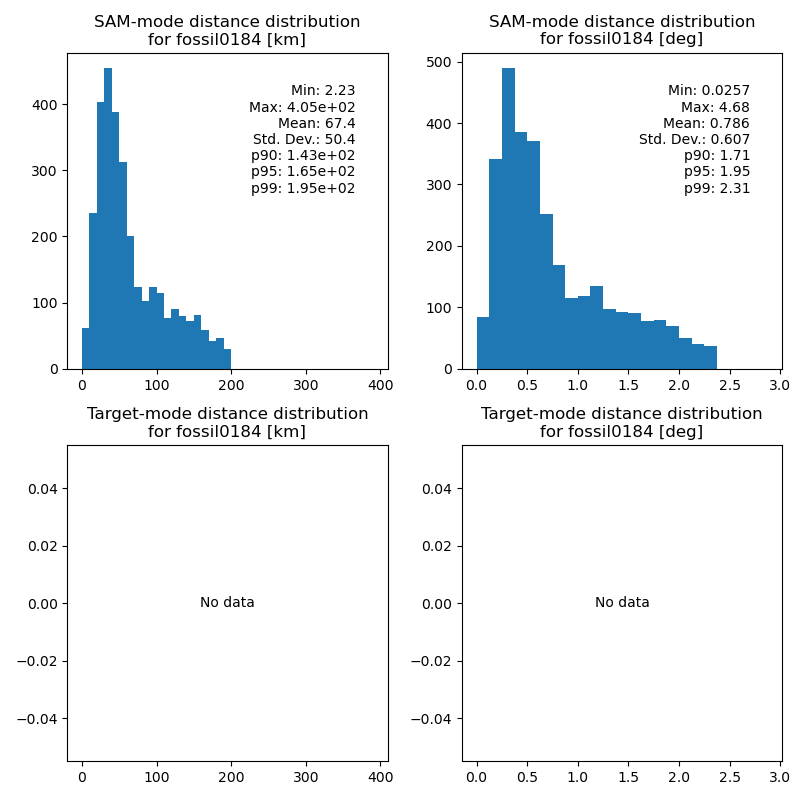 SAM-mode distance distribution
for fossil0184 [km]
Min: 2.23
Max: 4.05e+02
Mean: 67.4
Std. Dev.: 50.4
p90: 1.43e+02
p95: 1.65e+02
p99: 1.95e+02
400
300
200
100
0
0 100 200 300 400
SAM-mode distance distribution
for fossil0184 [deg]
Min: 0.0257
Max: 4.68
Mean: 0.786
Std. Dev.: 0.607
p90: 1.71
p95: 1.95
p99: 2.31
500
400
300
200
100
0
0.0 0.5 1.0 1.5 2.0 2.5 3.0
Target-mode distance distribution
for fossil0184 [km]
0.04
0.02
0.00
−0.02
−0.04
No data
0 100 200 300 400
Target-mode distance distribution
for fossil0184 [deg]
0.04
0.02
0.00
−0.02
−0.04
No data
0.0 0.5 1.0 1.5 2.0 2.5 3.0